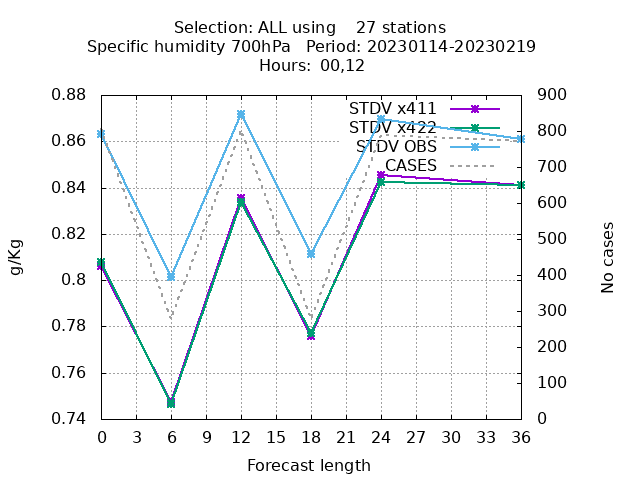 Selection: ALL using 27 stations
Specific humidity 700hPa Period: 20230114-20230219
Hours: 00,12
0.88
0.86
0.84
0.82
0.8
0.78
0.76
0.74
g/Kg
STDV x411
STDV x422
STDV OBS
CASES
900
800
700
600
500
400
300
200
100
0
No cases
0 3 6 9 12 15 18 21 24 27 30 33 36
Forecast length